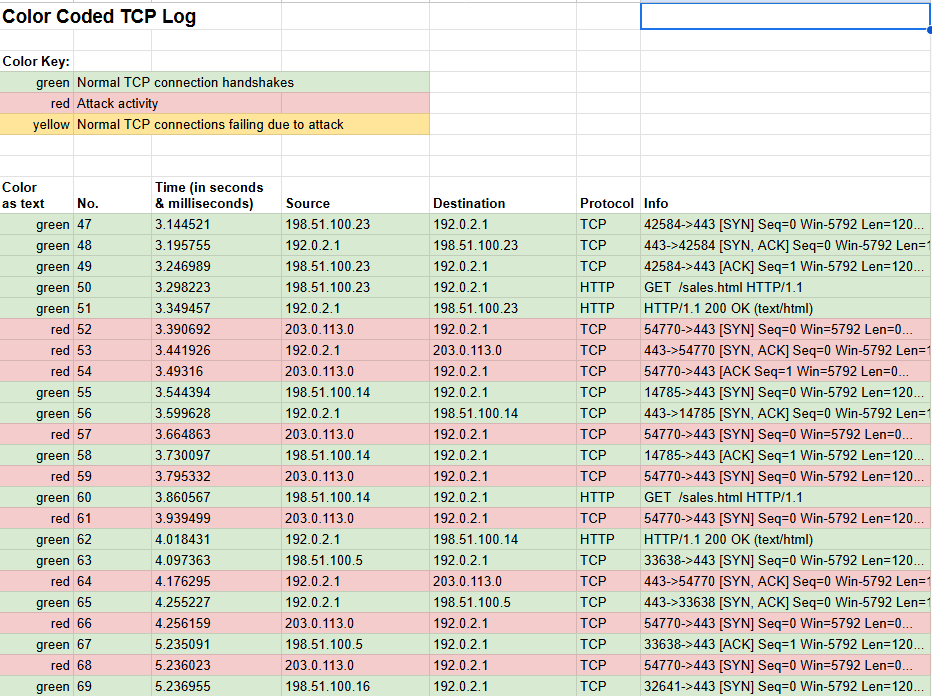 Color Coded TCP Log
Color Key:
green Normal TCP connection handshakes
red Attack activity
yellow Normal TCP connections failing due to attack
Color as text No. Time (in seconds & milliseconds) Source Destination Protocol Info
green 47 3.144521 198.51.100.23 192.0.2.1 TCP 42584->443 [SYN] Seq=0 Win-5792 Len=120...
green 48 3.195755 192.0.2.1 198.51.100.23 TCP 443->42584 [SYN, ACK] Seq=0 Win-5792 Len=1
green 49 3.246989 198.51.100.23 192.0.2.1 TCP 42584->443 [ACK] Seq=1 Win-5792 Len=120...
green 50 3.298223 198.51.100.23 192.0.2.1 HTTP GET /sales.html HTTP/1.1
green 51 3.349457 192.0.2.1 198.51.100.23 HTTP HTTP/1.1 200 OK (text/html)
red 52 3.390692 203.0.113.0 192.0.2.1 TCP 54770->443 [SYN] Seq=0 Win=5792 Len=0...
red 53 3.441926 192.0.2.1 203.0.113.0 TCP 443->54770 [SYN, ACK] Seq=0 Win-5792 Len=1
red 54 3.49316 203.0.113.0 192.0.2.1 TCP 54770->443 [ACK Seq=1 Win=5792 Len=0...
green 55 3.544394 198.51.100.14 192.0.2.1 TCP 14785->443 [SYN] Seq=0 Win-5792 Len=120...
green 56 3.599628 192.0.2.1 198.51.100.14 TCP 443->14785 [SYN, ACK] Seq=0 Win-5792 Len=1
red 57 3.664863 203.0.113.0 192.0.2.1 TCP 54770->443 [SYN] Seq=0 Win=5792 Len=0...
green 58 3.730097 198.51.100.14 192.0.2.1 TCP 14785->443 [ACK] Seq=1 Win-5792 Len=120...
red 59 3.795332 203.0.113.0 192.0.2.1 TCP 54770->443 [SYN] Seq=0 Win-5792 Len=120...
green 60 3.860567 198.51.100.14 192.0.2.1 HTTP GET /sales.html HTTP/1.1
red 61 3.939499 203.0.113.0 192.0.2.1 TCP 54770->443 [SYN] Seq=0 Win-5792 Len=120...
green 62 4.018431 192.0.2.1 198.51.100.14 HTTP HTTP/1.1 200 OK (text/html)
green 63 4.097363 198.51.100.5 192.0.2.1 TCP 33638->443 [SYN] Seq=0 Win-5792 Len=120...
red 64 4.176295 192.0.2.1 203.0.113.0 TCP 443->54770 [SYN, ACK] Seq=0 Win-5792 Len=1
green 65 4.255227 192.0.2.1 198.51.100.5 TCP 443->33638 [SYN, ACK] Seq=0 Win-5792 Len=1
red 66 4.256159 203.0.113.0 192.0.2.1 TCP 54770->443 [SYN] Seq=0 Win=5792 Len=0...
green 67 5.235091 198.51.100.5 192.0.2.1 TCP 33638->443 [ACK] Seq=1 Win-5792 Len=120...
red 68 5.236023 203.0.113.0 192.0.2.1 TCP 54770->443 [SYN] Seq=0 Win=5792 Len=0...
green 69 5.236955 198.51.100.16 192.0.2.1 TCP 32641->443 [SYN] Seq=0 Win-5792 Len=120...